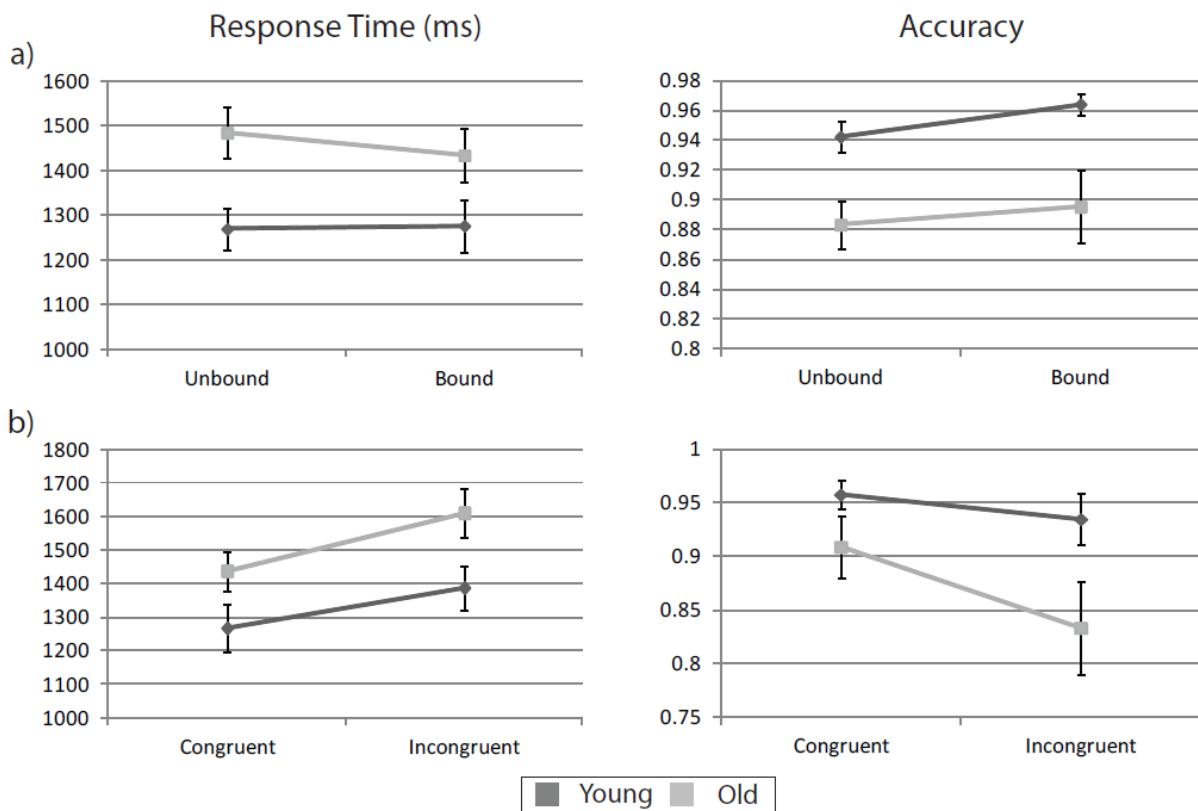 Response Time (ms)
Accuracy
a)
1600
1500
1400
1300
1200
1100
1000
Unbound
Bound
0.98
0.96
0.94
0.92
0.9
0.88
0.86
0.84
0.82
0.8
Unbound
Bound
b)
1800
1700
1600
1500
1400
1300
1200
1100
1000
Congruent
Incongruent
1
0.95
0.9
0.85
0.8
0.75
Congruent
Incongruent
Young
Old